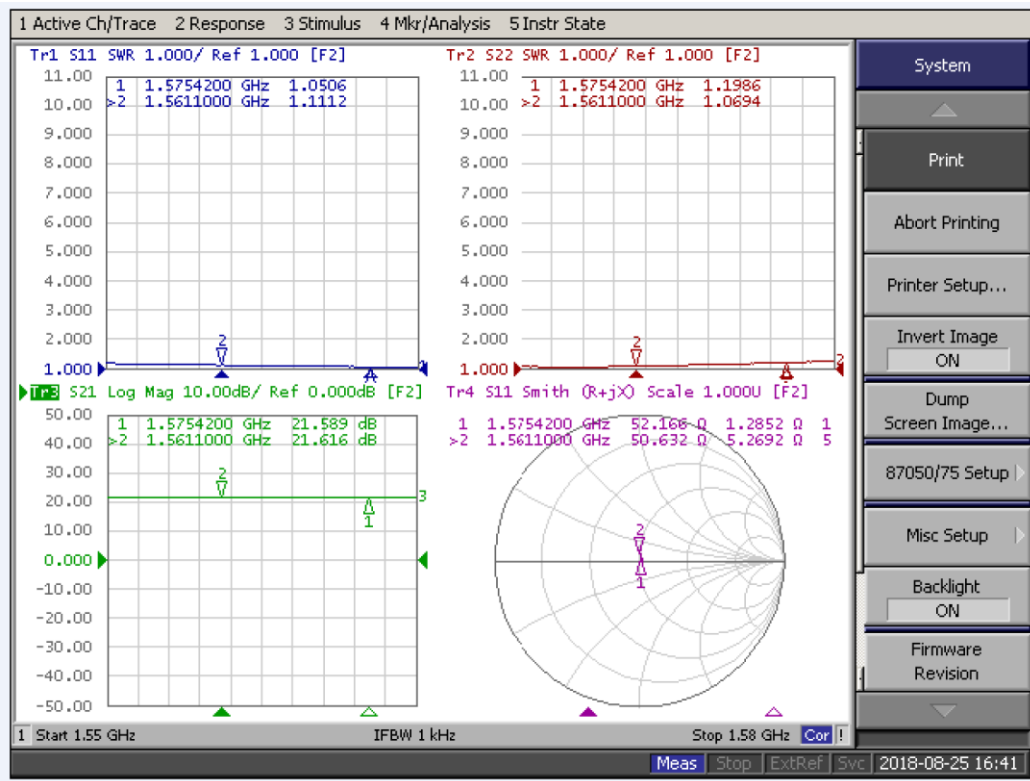 1 Active Ch/Trace 2 Response 3 Stimulus 4 Mkr/Analysis 5 Instr State
Tr1 S11 SWR 1.000/ Ref 1.000 [F2]
11.00
10.00
9.000
8.000
7.000
6.000
5.000
4.000
3.000
2.000
1.000
1 1.5754200 GHz 1.0506
>2 1.5611000 GHz 1.1112
2
1
Tr2 S22 SWR 1.000/ Ref 1.000 [F2]
11.00
10.00
9.000
8.000
7.000
6.000
5.000
4.000
3.000
2.000
1.000
1 1.5754200 GHz 1.1986
>2 1.5611000 GHz 1.0694
2
2
1
Tr3 S21 Log Mag 10.00dB/ Ref 0.000dB [F2]
50.00
40.00
30.00
20.00
10.00
0.000
-10.00
-20.00
-30.00
-40.00
-50.00
1 1.5754200 GHz 21.589 dB
>2 1.5611000 GHz 21.616 dB
2
3
1
Tr4 S11 Smith (R+jX) Scale 1.000U [F2]
1 1.5754200 GHz 52.166 Ω 1.2852 Ω 1
>2 1.5611000 GHz 50.632 Ω 5.2692 Ω 5
2
1
1 Start 1.55 GHz IFBW 1 kHz Stop 1.58 GHz Cor !
System
Print
Abort Printing
Printer Setup...
Invert Image
ON
Dump
Screen Image...
87050/75 Setup
Misc Setup
Backlight
ON
Firmware
Revision
Meas Stop ExtRef Svc 2018-08-25 16:41